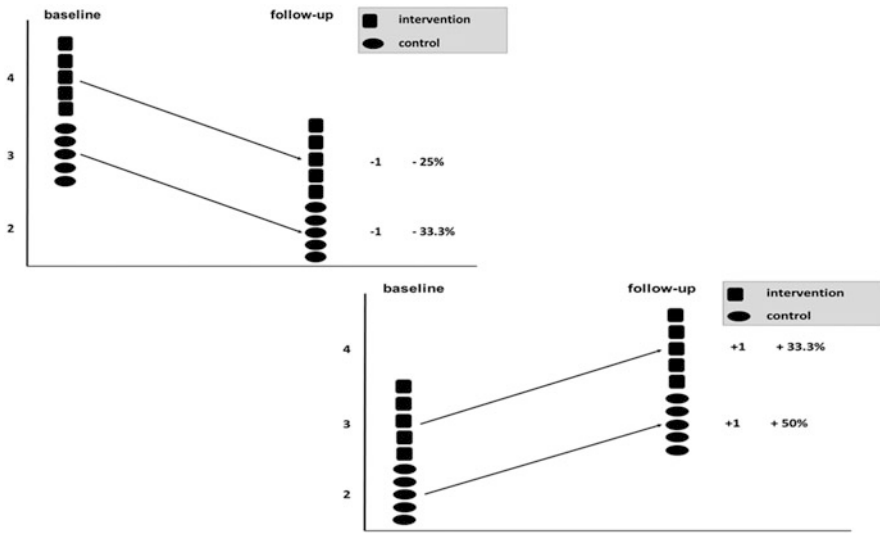 baseline follow-up
intervention
control
4
3 -1 - 25%
2 -1 - 33.3%
baseline follow-up
intervention
control
4 +1 + 33.3%
3 +1 + 50%
2